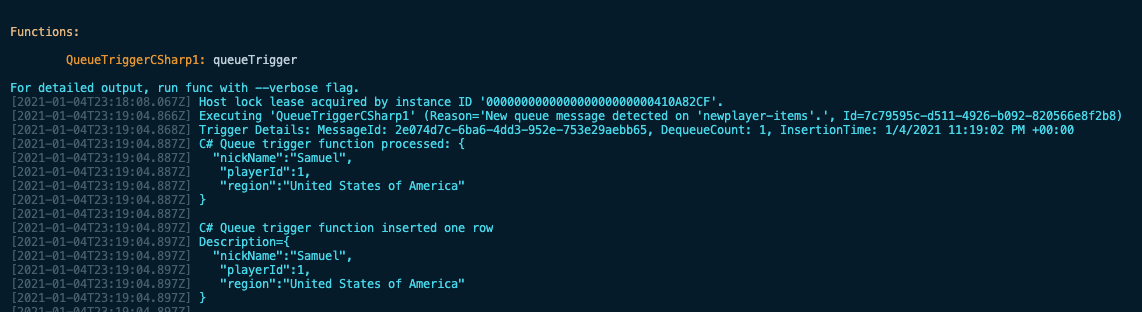 Functions:
QueueTriggerCSharp1: queueTrigger
For detailed output, run func with --verbose flag.
[2021-01-04T23:18:08.067Z] Host lock lease acquired by instance ID '000000000000000000000000410A82CF'.
[2021-01-04T23:19:04.866Z] Executing 'QueueTriggerCSharp1' (Reason='New queue message detected on 'newplayer-items'.', Id=7c79595c-d511-4926-b092-820566e8f2b8)
[2021-01-04T23:19:04.868Z] Trigger Details: MessageId: 2e074d7c-6ba6-4dd3-952e-753e29aebb65, DequeueCount: 1, InsertionTime: 1/4/2021 11:19:02 PM +00:00
[2021-01-04T23:19:04.887Z] C# Queue trigger function processed: {
[2021-01-04T23:19:04.887Z]   "nickName":"Samuel",
[2021-01-04T23:19:04.887Z]    "playerId":1,
[2021-01-04T23:19:04.887Z]    "region":"United States of America"
[2021-01-04T23:19:04.887Z] }
[2021-01-04T23:19:04.887Z]
[2021-01-04T23:19:04.897Z] C# Queue trigger function inserted one row
[2021-01-04T23:19:04.897Z] Description={
[2021-01-04T23:19:04.897Z]   "nickName":"Samuel",
[2021-01-04T23:19:04.897Z]    "playerId":1,
[2021-01-04T23:19:04.897Z]    "region":"United States of America"
[2021-01-04T23:19:04.897Z] }
[2021-01-04T23:19:04.897Z]